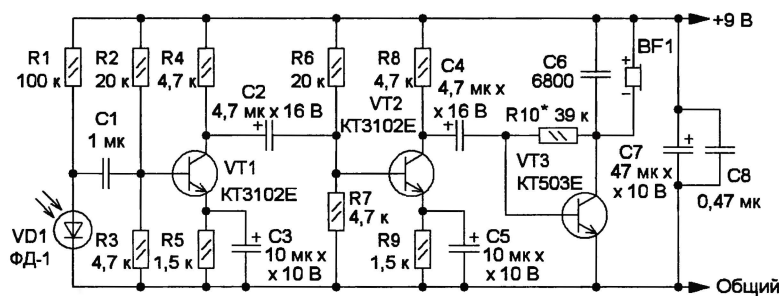 +9 В
R1
100 к
R2
20 к
R4
4,7 к
C2
4,7 мк х 16 В
+
R6
20 к
R8
4,7 к
C4
4,7 мк х
х 16 В
+
C6
6800
+
BF1
−
C1
1 мк
VT1
КТ3102Е
VT2
КТ3102Е
R10* 39 к
VT3
КТ503Е
C7
47 мк х
х 10 В
+
C8
0,47 мк
VD1
ФД-1
R3
4,7 к
R5
1,5 к
+
C3
10 мк х
х 10 В
R7
4,7 к
R9
1,5 к
+
C5
10 мк х
х 10 В
Общий